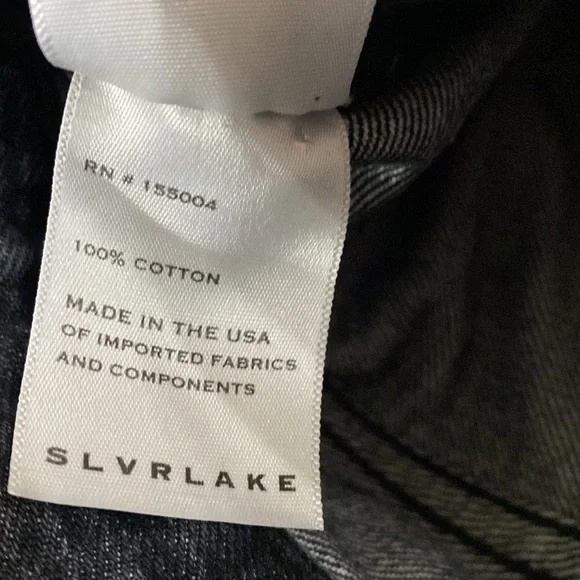 RN # 155004
100% COTTON
MADE IN THE USA
OF IMPORTED FABRICS
AND COMPONENTS
SLVRLAKE